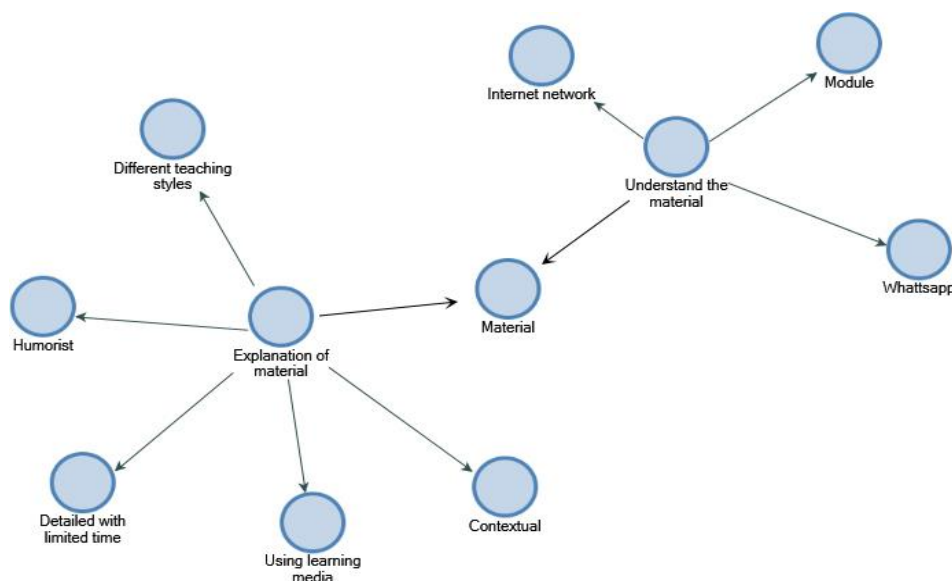 Internet network
Module
Different teaching
styles
Understand the
material
Whattsapp
Material
Humorist
Explanation of
material
Detailed with
limited time
Using learning
media
Contextual